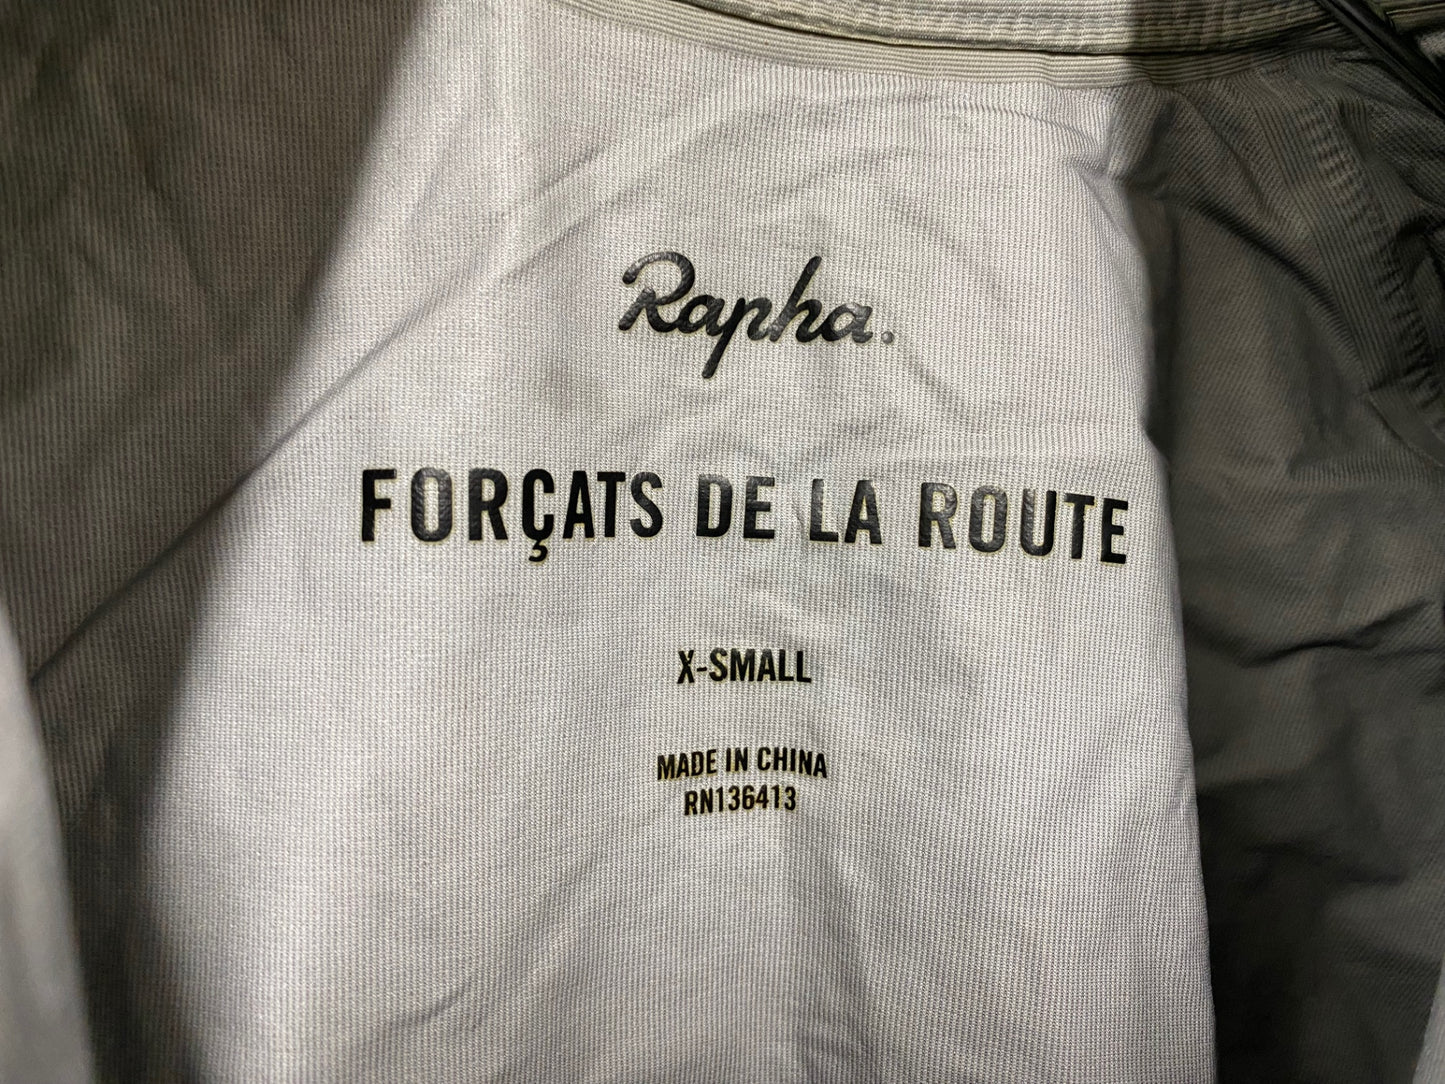 Rapha.
FORÇATS DE LA ROUTE
X-SMALL
MADE IN CHINA
RN136413